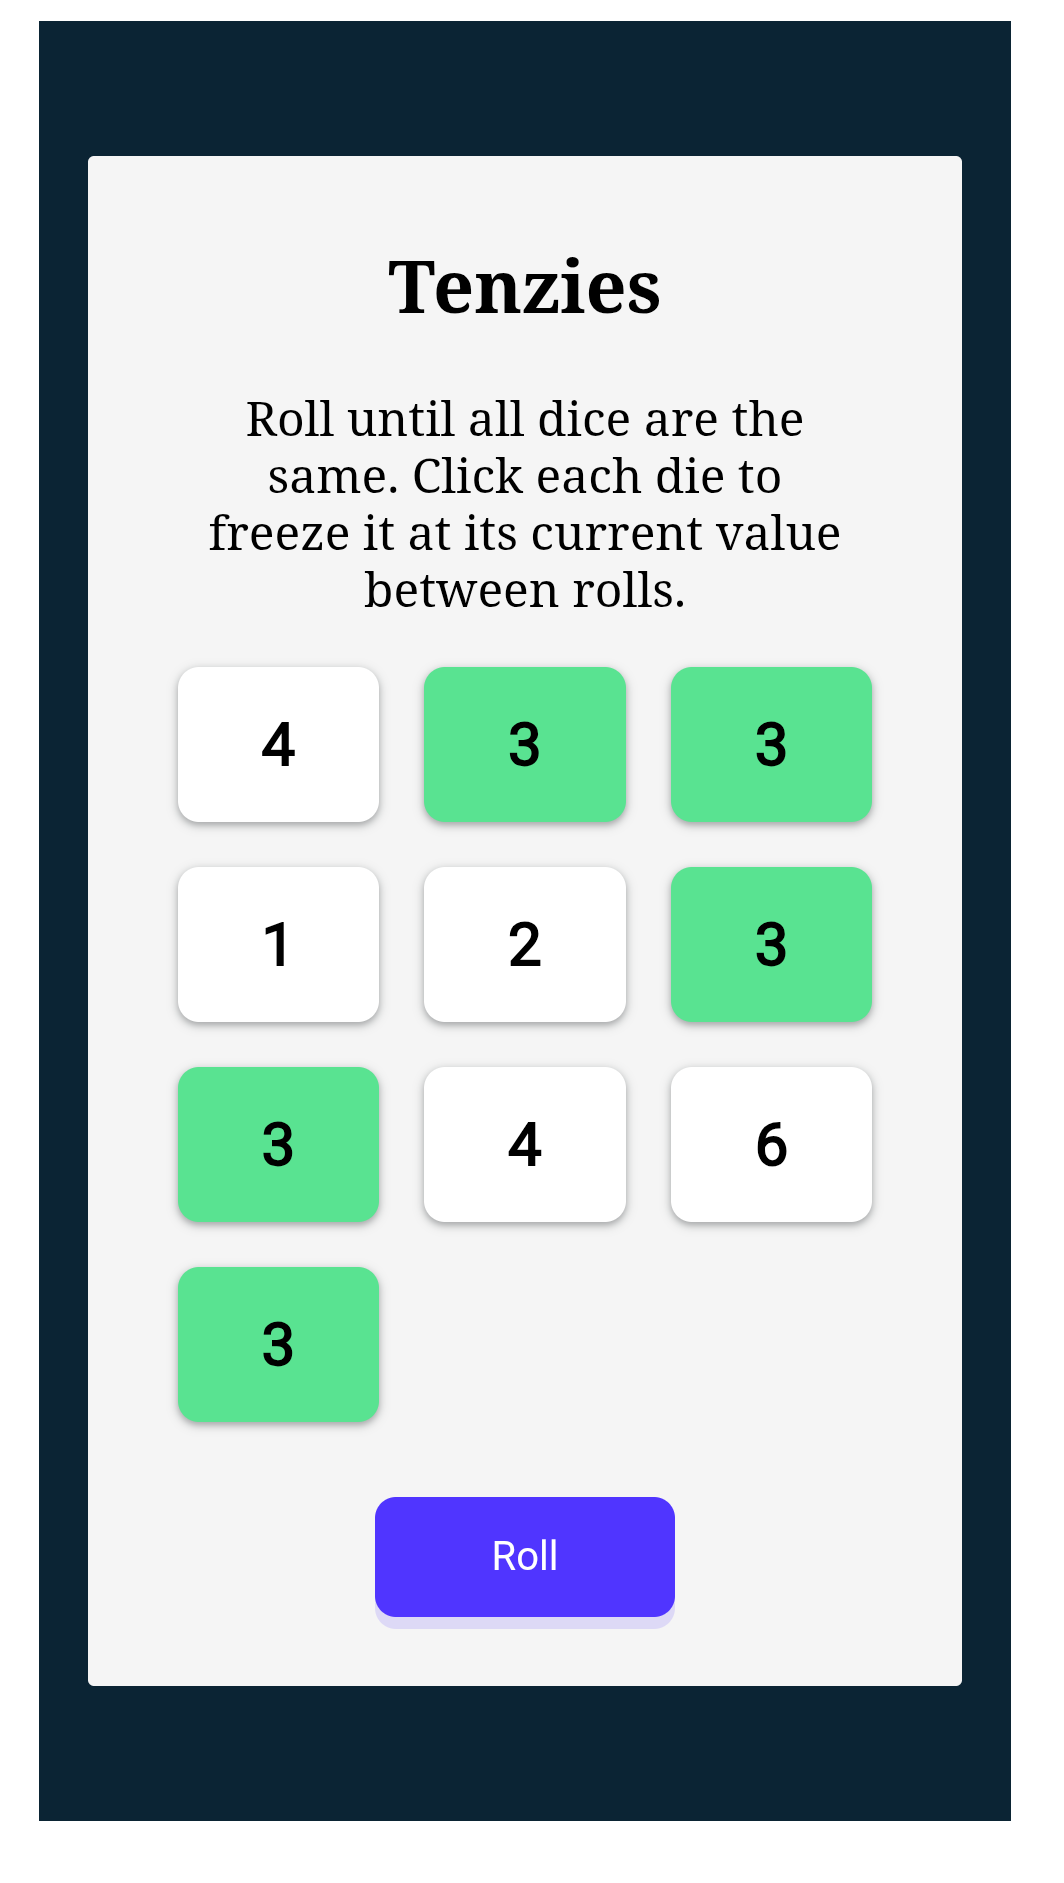 Tenzies
Roll until all dice are the
same. Click each die to
freeze it at its current value
between rolls.
4 3 3
1 2 3
3 4 6
3
Roll